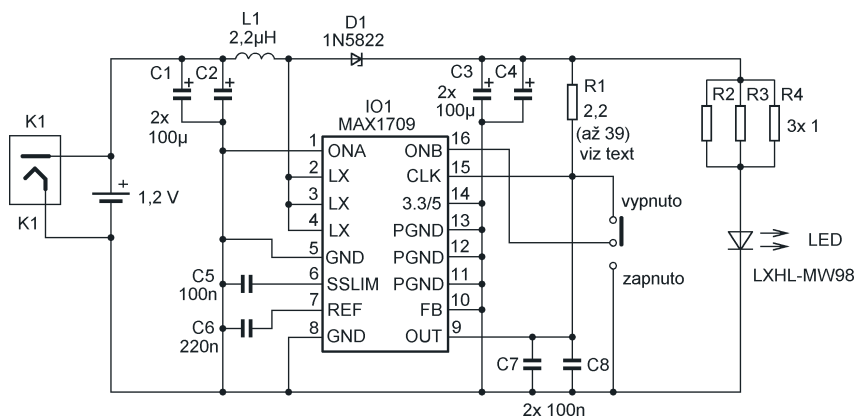 L1
2,2µH
D1
1N5822
C1
+
C2
+
2x
100µ
C3
+
C4
+
2x
100µ
R1
2,2
(až 39)
viz text
R2
R3
R4
3x 1
IO1
MAX1709
K1
K1
+
1,2 V
1
ONA
2
LX
3
LX
4
LX
5
GND
6
SSLIM
7
REF
8
GND
16
ONB
15
CLK
14
3.3/5
13
PGND
12
PGND
11
PGND
10
FB
9
OUT
C5
100n
C6
220n
vypnuto
zapnuto
LED
LXHL-MW98
C7
C8
2x 100n